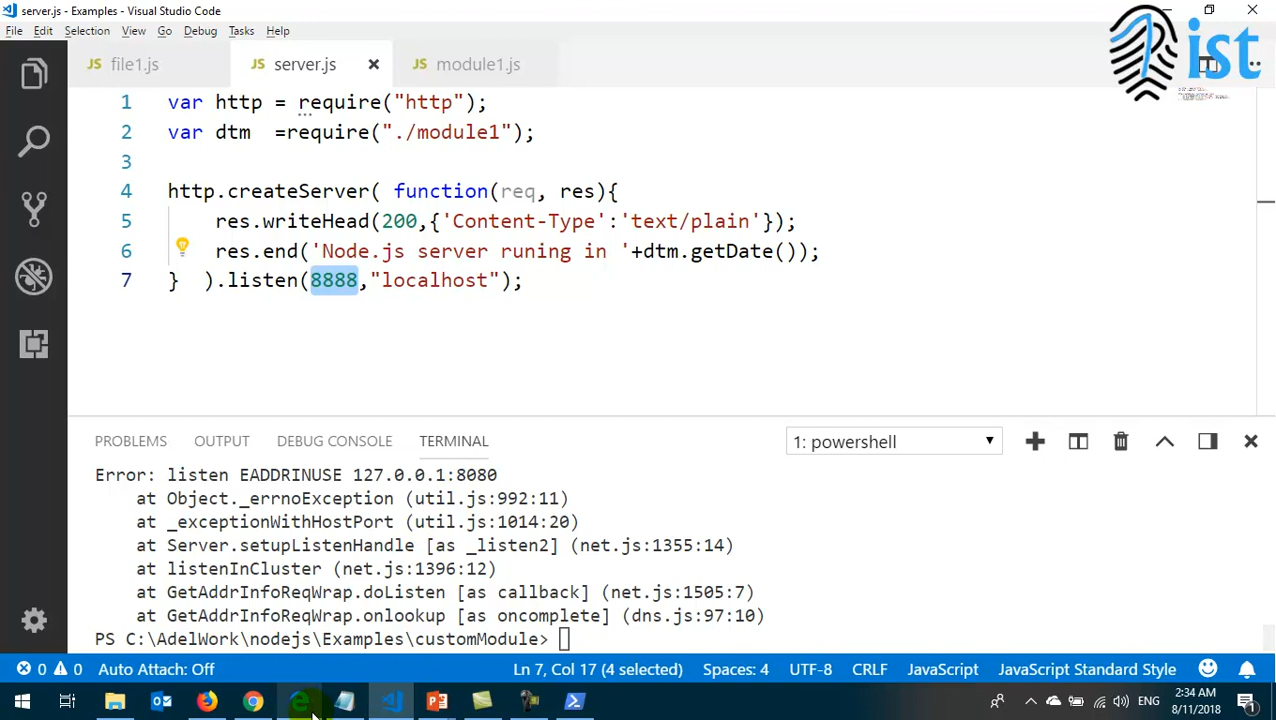 server.js - Examples - Visual Studio Code
File Edit Selection View Go Debug Tasks Help
ist
JS file1.js JS server.js JS module1.js
1 var http = require("http");
2 var dtm  =require("./module1");
3
4 http.createServer( function(req, res){
5 res.writeHead(200,{'Content-Type':'text/plain'});
6 res.end('Node.js server runing in '+dtm.getDate());
7 }  ).listen(8888,"localhost");
PROBLEMS OUTPUT DEBUG CONSOLE TERMINAL 1: powershell
Error: listen EADDRINUSE 127.0.0.1:8080
at Object._errnoException (util.js:992:11)
at _exceptionWithHostPort (util.js:1014:20)
at Server.setupListenHandle [as _listen2] (net.js:1355:14)
at listenInCluster (net.js:1396:12)
at GetAddrInfoReqWrap.doListen [as callback] (net.js:1505:7)
at GetAddrInfoReqWrap.onlookup [as oncomplete] (dns.js:97:10)
PS C:\AdelWork\nodejs\Examples\customModule>
0 0 Auto Attach: Off Ln 7, Col 17 (4 selected) Spaces: 4 UTF-8 CRLF JavaScript JavaScript Standard Style
ENG 2:34 AM
8/11/2018 1